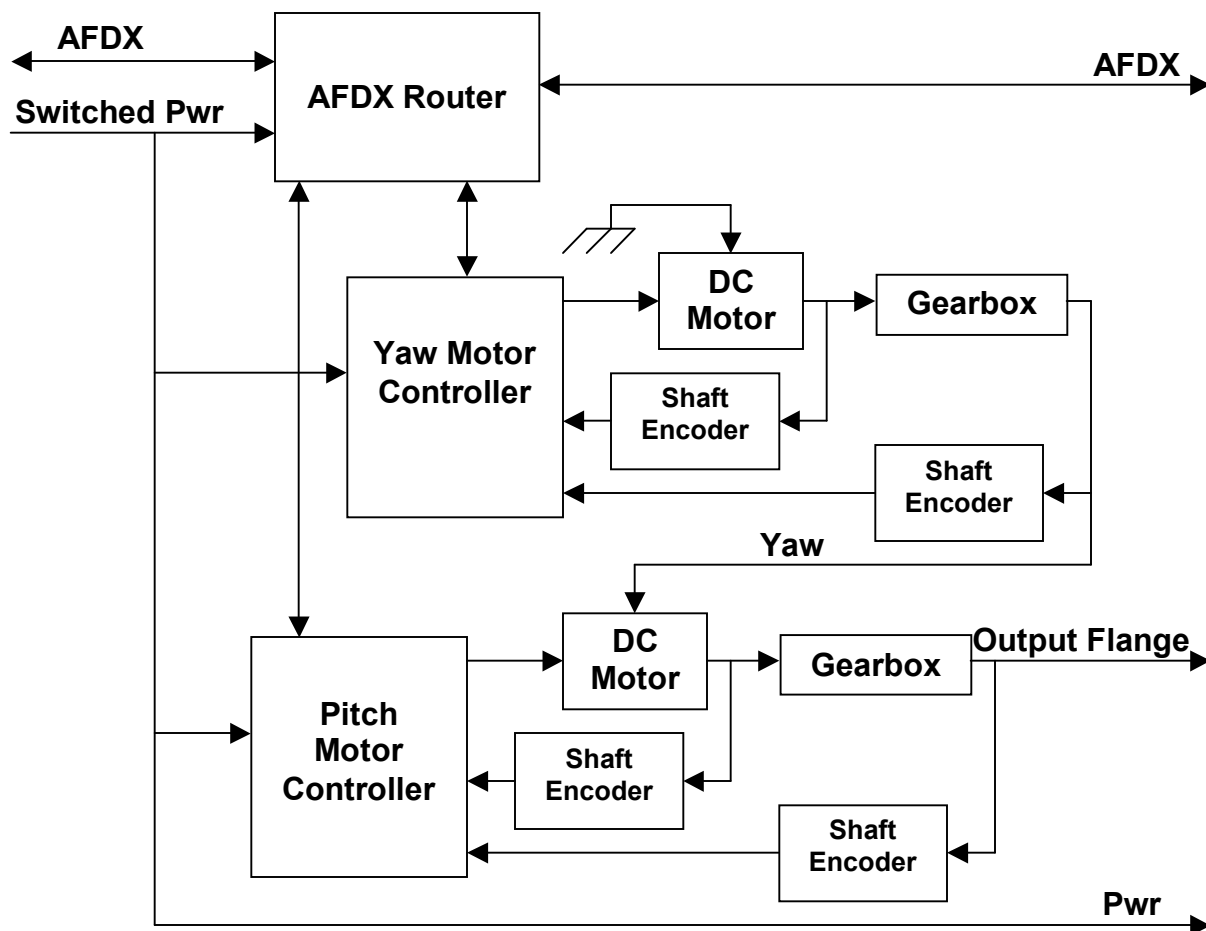 AFDX
AFDX Router
AFDX
Switched Pwr
DC
Motor
Gearbox
Yaw Motor
Controller
Shaft
Encoder
Shaft
Encoder
Yaw
DC
Motor
Gearbox
Output Flange
Pitch
Motor
Controller
Shaft
Encoder
Shaft
Encoder
Pwr